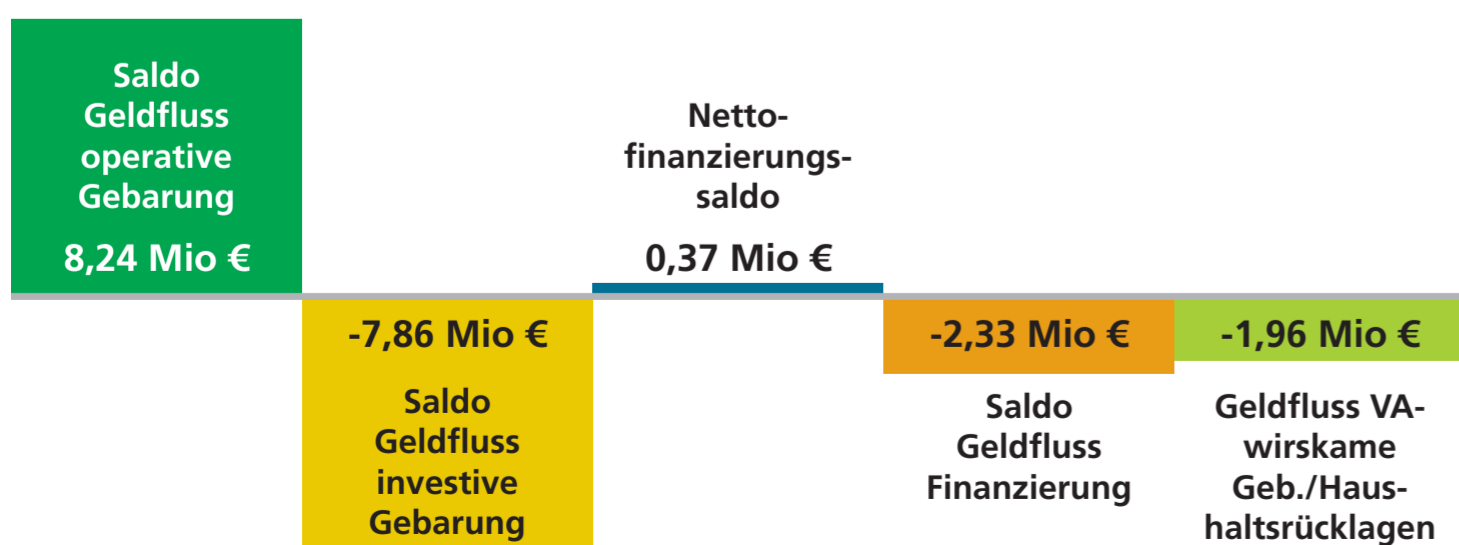 Saldo
Geldfluss
operative
Gebarung
8,24 Mio €
-7,86 Mio €
Saldo
Geldfluss
investive
Gebarung
Netto-
finanzierungs-
saldo
0,37 Mio €
-2,33 Mio €
Saldo
Geldfluss
Finanzierung
-1,96 Mio €
Geldfluss VA-
wirskame
Geb./Haus-
haltsrücklagen